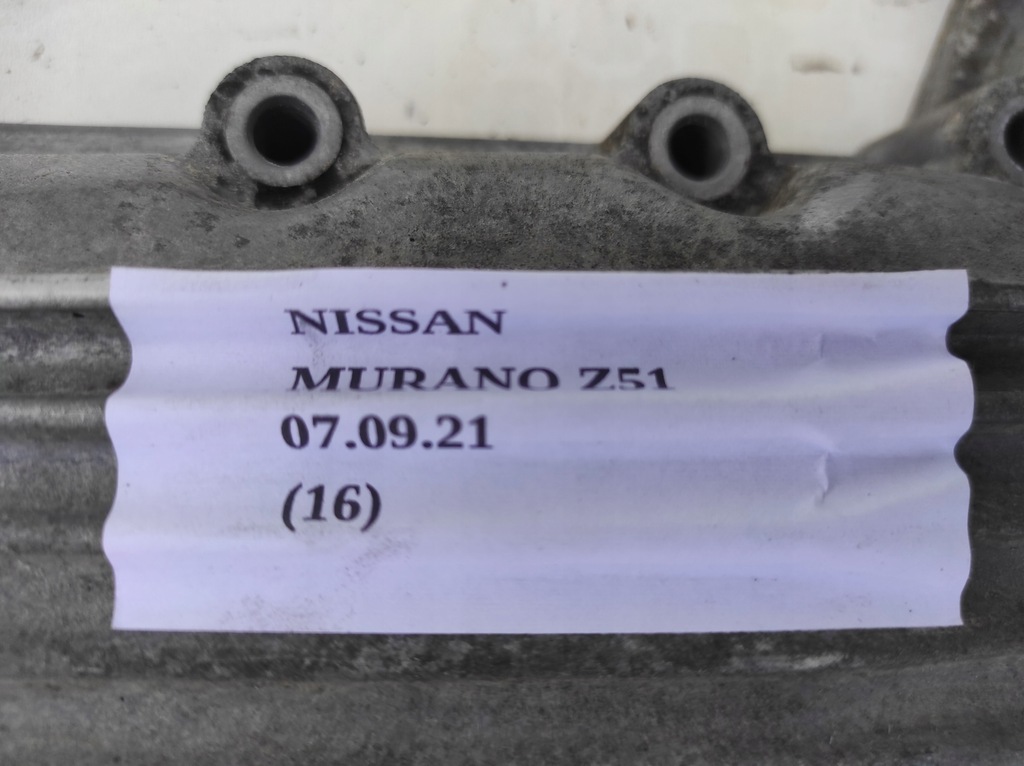 NISSAN
MURANO Z51
07.09.21
(16)